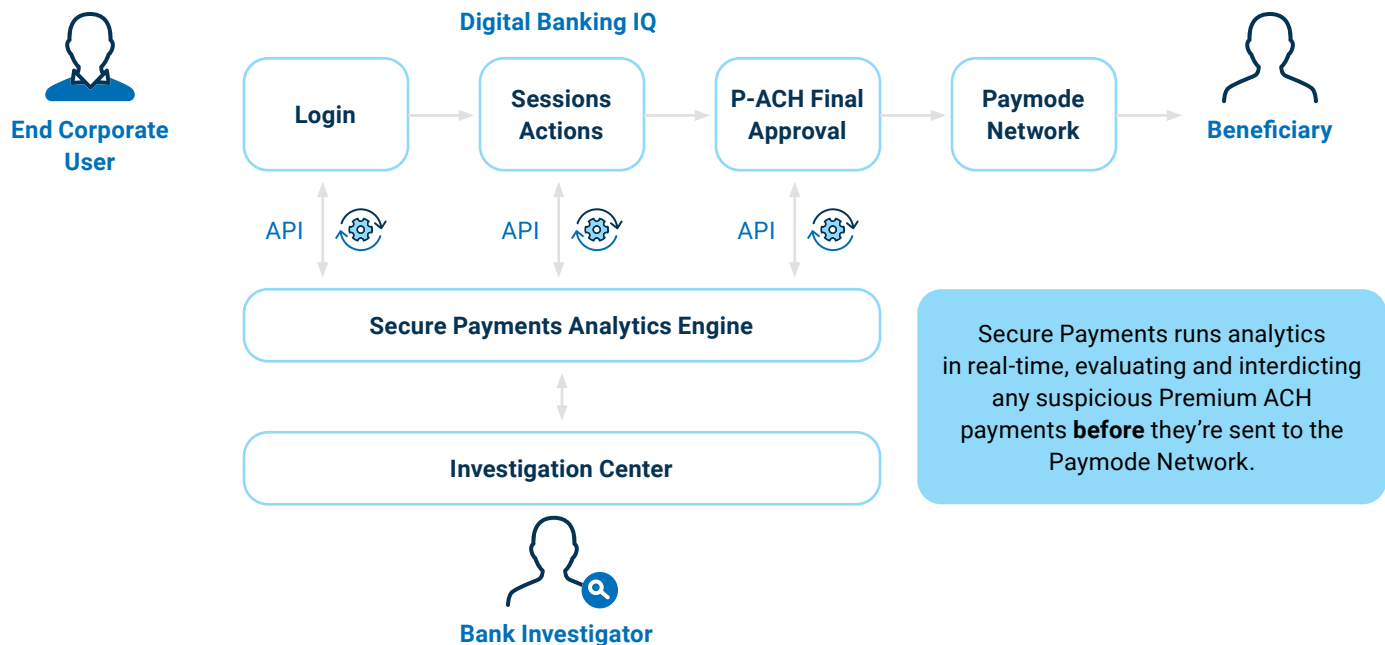 Digital Banking IQ
End Corporate
User
Login
Sessions
Actions
P-ACH Final
Approval
Paymode
Network
Beneficiary
API
API
API
Secure Payments Analytics Engine
Investigation Center
Bank Investigator
Secure Payments runs analytics
in real-time, evaluating and interdicting
any suspicious Premium ACH
payments before they’re sent to the
Paymode Network.